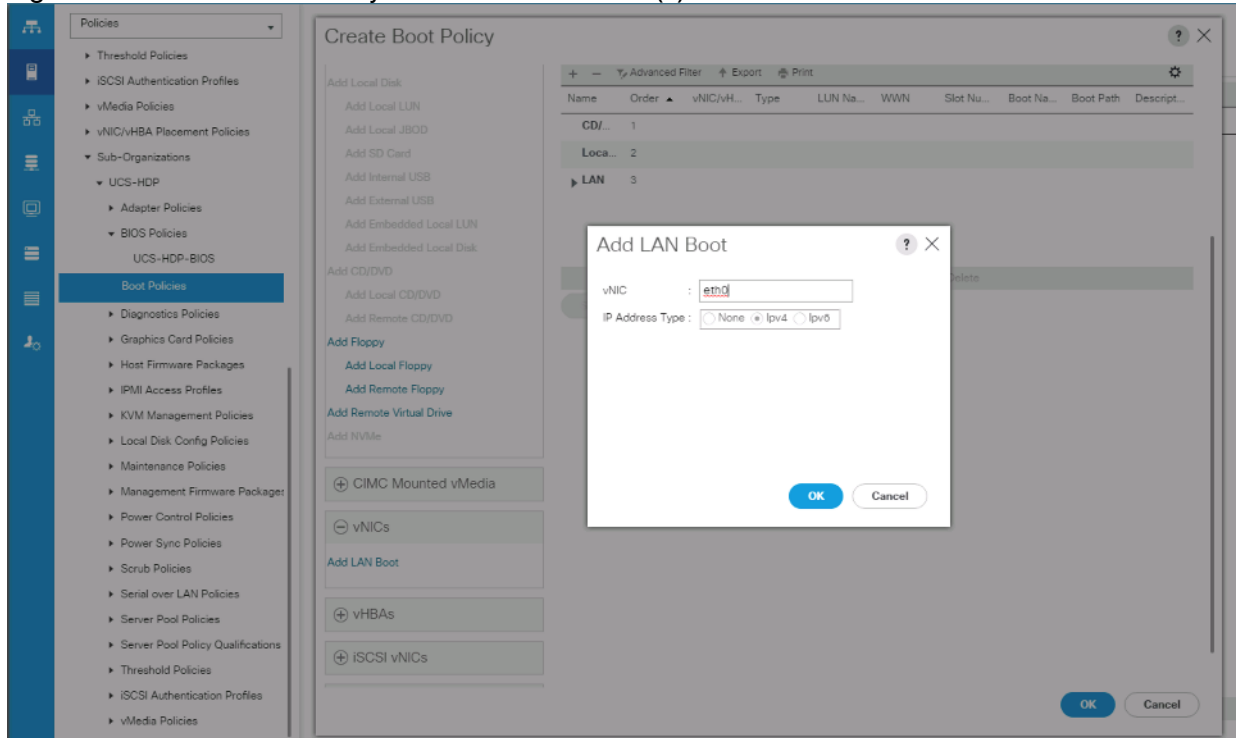 Policies
Threshold Policies
iSCSI Authentication Profiles
vMedia Policies
vNIC/vHBA Placement Policies
Sub-Organizations
UCS-HDP
Adapter Policies
BIOS Policies
UCS-HDP-BIOS
Boot Policies
Diagnostics Policies
Graphics Card Policies
Host Firmware Packages
IPMI Access Profiles
KVM Management Policies
Local Disk Config Policies
Maintenance Policies
Management Firmware Package:
Power Control Policies
Power Sync Policies
Scrub Policies
Serial over LAN Policies
Server Pool Policies
Server Pool Policy Qualifications
Threshold Policies
iSCSI Authentication Profiles
vMedia Policies
Create Boot Policy ?
Add Local Disk
Add Local LUN
Add Local JBOD
Add SD Card
Add Internal USB
Add External USB
Add Embedded Local LUN
Add Embedded Local Disk
Add CD/DVD
Add Local CD/DVD
Add Remote CD/DVD
Add Floppy
Add Local Floppy
Add Remote Floppy
Add Remote Virtual Drive
Add NVMe
CIMC Mounted vMedia
vNICs
Add LAN Boot
vHBAs
iSCSI vNICs
+ − Advanced Filter Export Print
Name Order vNIC/vH... Type LUN Na... WWN Slot Nu... Boot Na... Boot Path Descript...
CD/... 1
Loca... 2
LAN 3
Delete
Add LAN Boot ?
vNIC : eth0
IP Address Type : None Ipv4 Ipv6
OK Cancel
OK Cancel